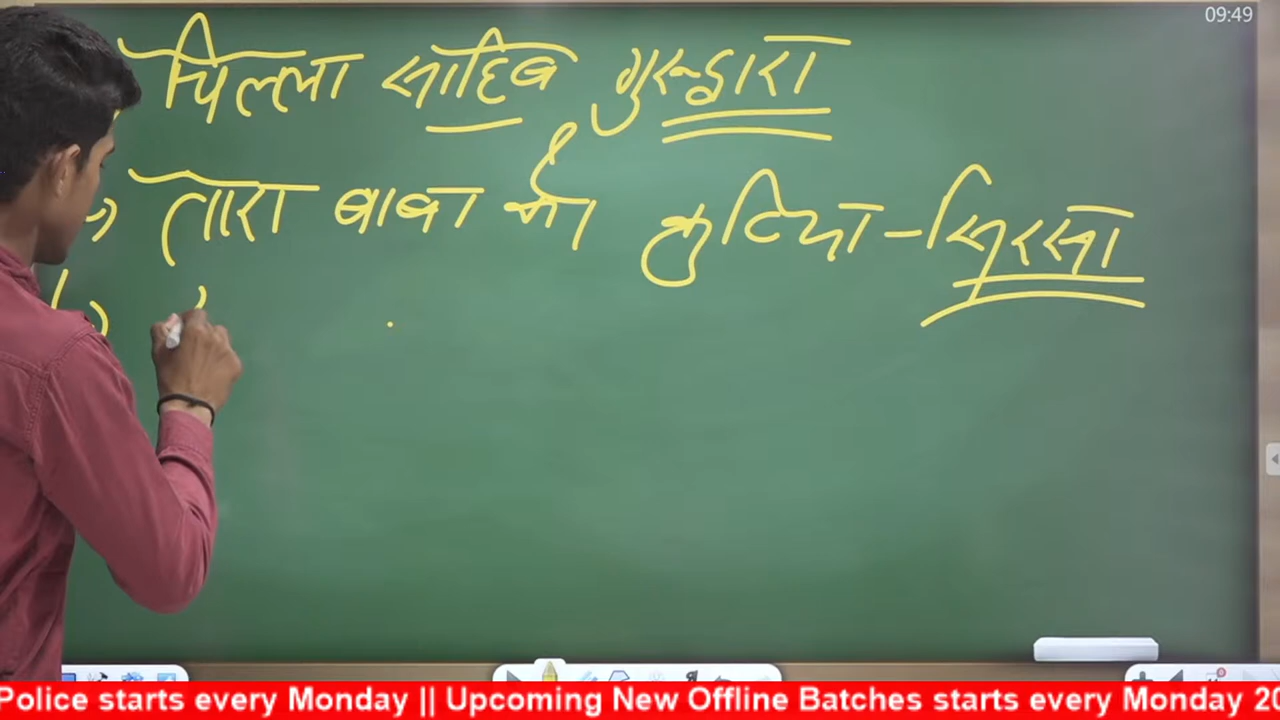 09:49
चिल्ला साहिब गुरुद्वारा
तारा बाबा की कुटिया - सिरसा
Police starts every Monday || Upcoming New Offline Batches starts every Monday 20